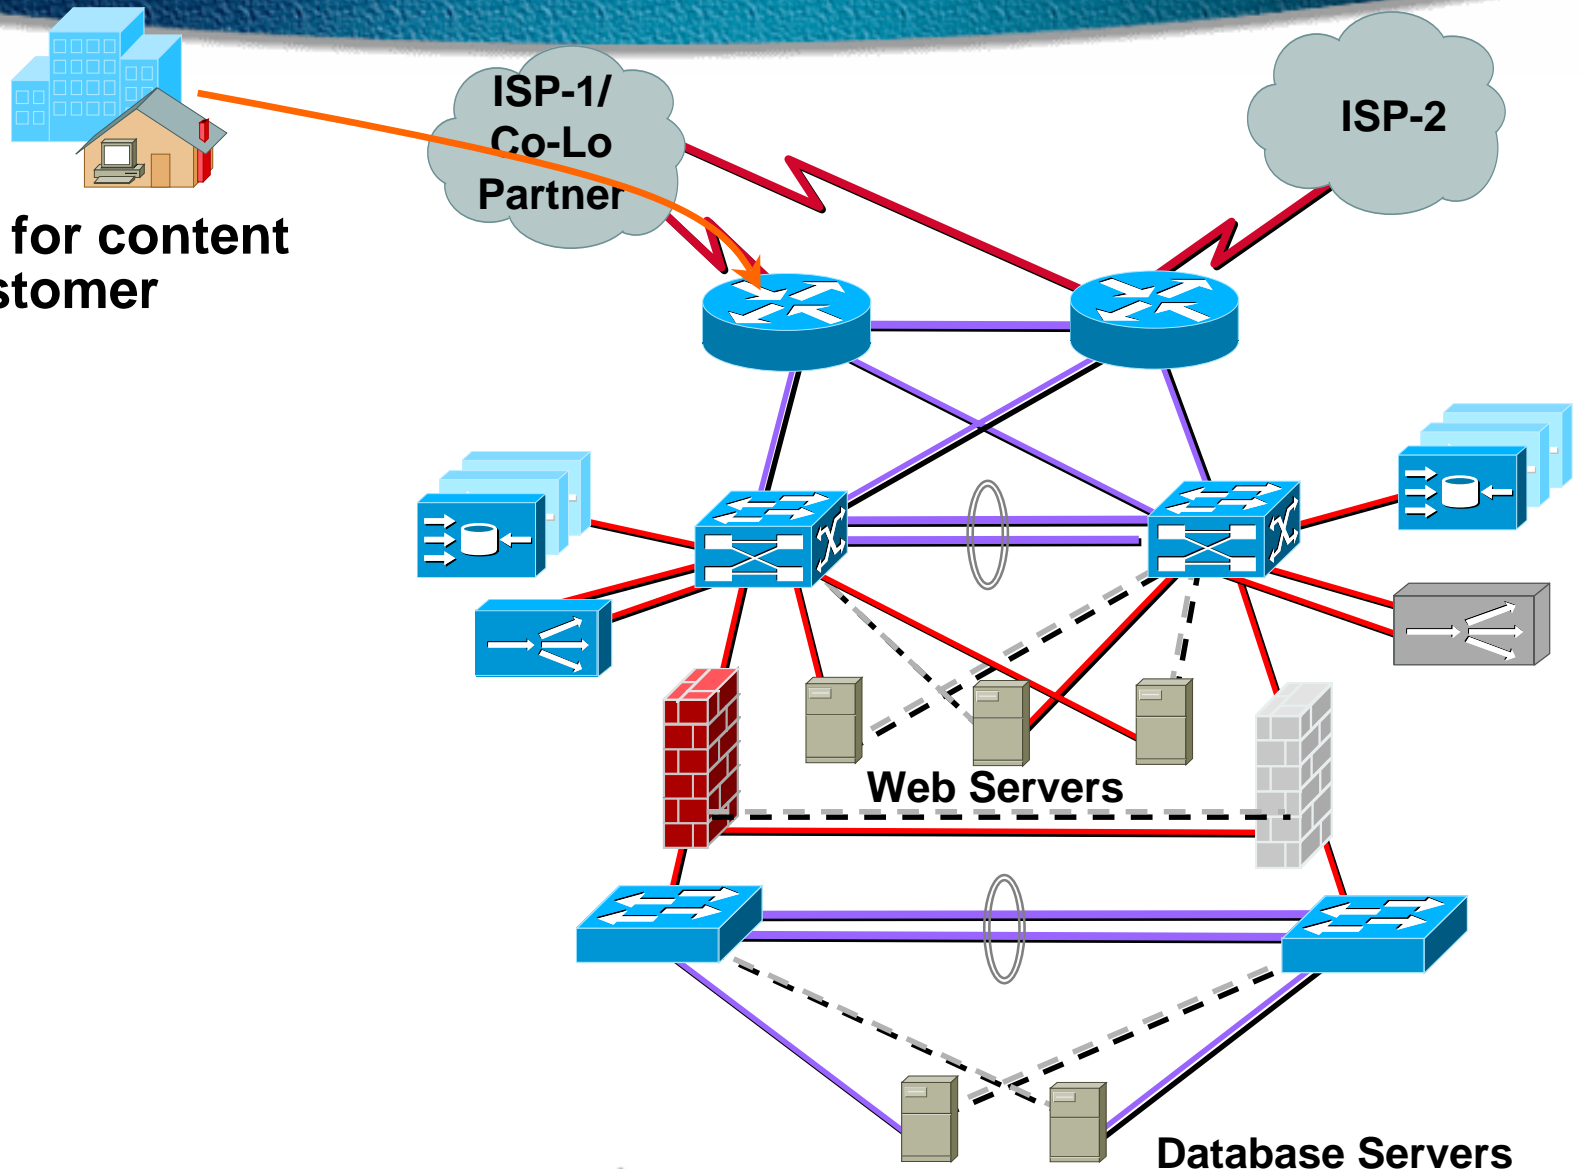 ISP-1/
Co-Lo
Partner
ISP-2
for content
stomer
Web Servers
Database Servers